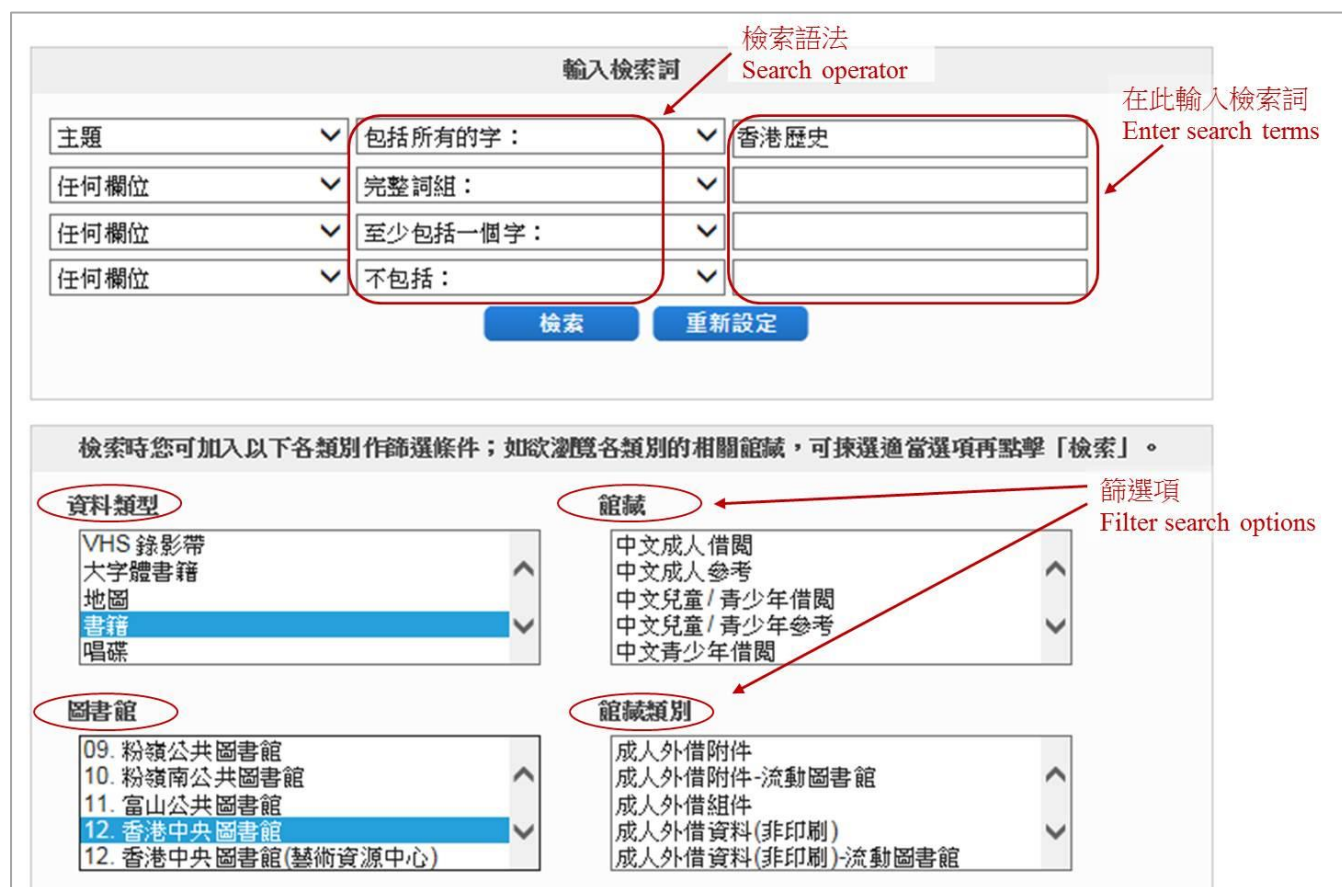 檢索語法
Search operator
輸入檢索詞
在此輸入檢索詞
Enter search terms
主題 包括所有的字： 香港歷史
任何欄位 完整詞組：
任何欄位 至少包括一個字：
任何欄位 不包括：
檢索 重新設定
檢索時您可加入以下各類別作篩選條件；如欲瀏覽各類別的相關館藏，可揀選適當選項再點擊「檢索」。
資料類型
VHS 錄影帶
大字體書籍
地圖
書籍
唱碟
館藏
中文成人借閱
中文成人參考
中文兒童/青少年借閱
中文兒童/青少年參考
中文青少年借閱
篩選項
Filter search options
圖書館
09. 粉嶺公共圖書館
10. 粉嶺南公共圖書館
11. 富山公共圖書館
12. 香港中央圖書館
12. 香港中央圖書館(藝術資源中心)
館藏類別
成人外借附件
成人外借附件-流動圖書館
成人外借組件
成人外借資料(非印刷)
成人外借資料(非印刷)-流動圖書館